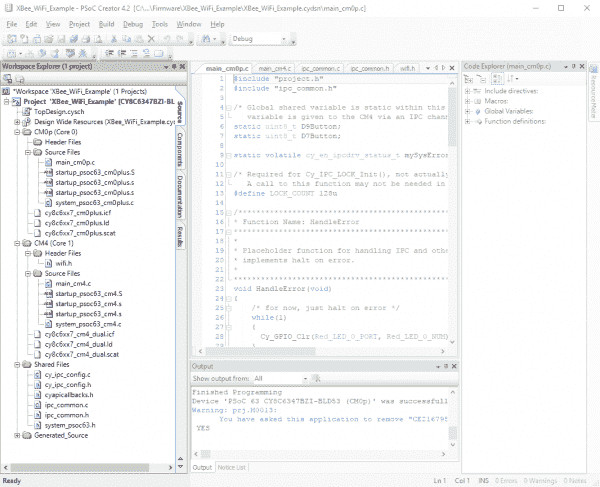 XBee_WiFi_Example - PSoC Creator 4.2 [C:\...\Firmware\XBee_WiFi_Example\XBee_WiFi_Example.cydsn\main_cm0p.c]
File Edit View Project Build Debug Tools Window Help
Debug
Workspace Explorer (1 project)
"Workspace 'XBee_WiFi_Example' (1 Projects)
Project 'XBee_WiFi_Example' [CY8C6347BZI-BL
TopDesign.cysch
Design Wide Resources (XBee_WiFi_Example.cy
CM0p (Core 0)
Header Files
Source Files
main_cm0p.c
startup_psoc63_cm0plus.S
startup_psoc63_cm0plus.s
startup_psoc63_cm0plus.s
system_psoc63_cm0plus.c
cy8c6xx7_cm0plus.icf
cy8c6xx7_cm0plus.ld
cy8c6xx7_cm0plus.scat
CM4 (Core 1)
Header Files
wifi.h
Source Files
main_cm4.c
startup_psoc63_cm4.S
startup_psoc63_cm4.s
startup_psoc63_cm4.s
system_psoc63_cm4.c
cy8c6xx7_cm4_dual.icf
cy8c6xx7_cm4_dual.ld
cy8c6xx7_cm4_dual.scat
Shared Files
cy_ipc_config.c
cy_ipc_config.h
cyapicallbacks.h
ipc_common.c
ipc_common.h
system_psoc63.h
Generated_Source
Source
Components
Documentation
Results
main_cm0p.c main_cm4.c ipc_common.c ipc_common.h wifi.h
1 #include "project.h"
2 #include "ipc_common.h"
3
4 /* Global shared variable is static within this
5 variable is given to the CM4 via an IPC chann
6 static uint8_t D9Button;
7 static uint8_t D7Button;
8
9 static volatile cy_en_ipcdrv_status_t mySysError
10
11 /* Required for Cy_IPC_LOCK_Init(), not actually
12 A call to this function may not be needed in
13 #define LOCK_COUNT 128u
14
15 /***********************************************
16 * Function Name: HandleError
17 ************************************************
18 *
19 * Placeholder function for handling IPC and othe
20 * implements halt on error.
21 *
22 ************************************************
23 void HandleError(void)
24 {
25 /* for now, just halt on error */
26 while(1)
27 {
28 Cy_GPIO_Clr(Red_LED_0_PORT, Red_LED_0_NUM)
Code Explorer (main_cm0p.c)
Include directives:
Macros:
Global Variables:
Function definitions:
ResourceMeter
Output
Show output from: All
Finished Programming
Device 'PSoC 63 CY8C6347BZI-BLD53 (CM0p)' was successfull
Warning: prj.M0013:
You have asked this application to remove "CE216795
YES
Output Notice List
Ready
Ln 1 Col 1 INS 0 Errors 0 Warnings 0 Notes